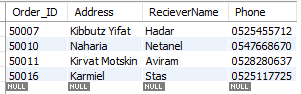 Order_ID Address RecieverName Phone
50007 Kibbutz Yifat Hadar 0525455712
50010 Naharia Netanel 0547668670
50011 Kirvat Motskin Aviram 0528280637
50016 Karmiel Stas 0525117725
NULL NULL NULL NULL